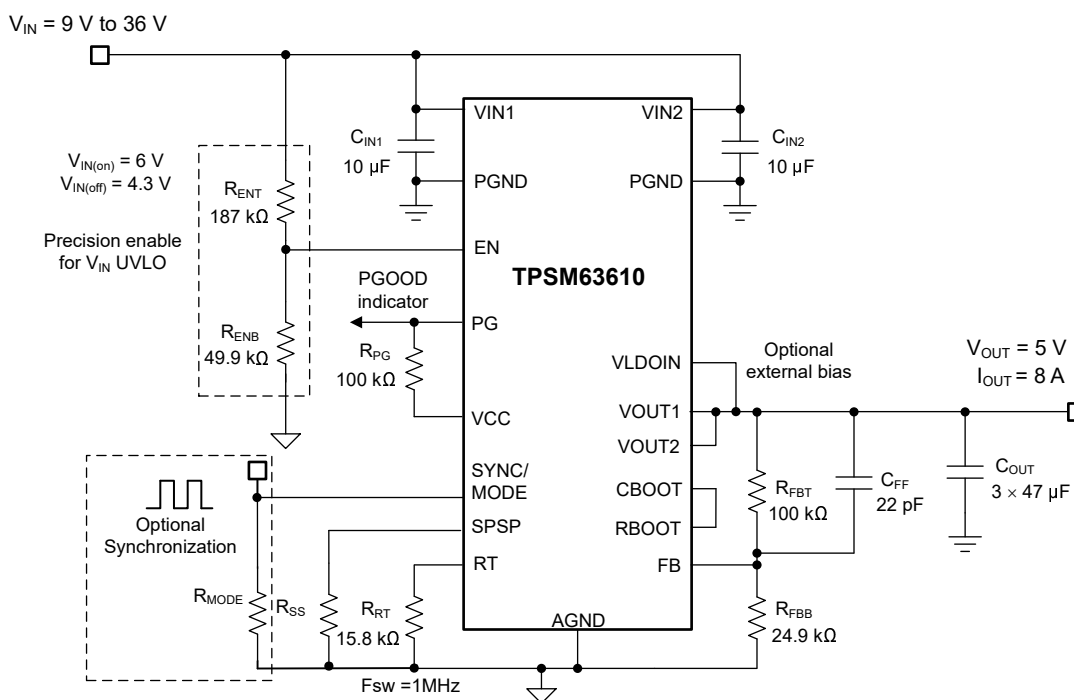 V_IN = 9 V to 36 V
V_IN(on) = 6 V
V_IN(off) = 4.3 V
Precision enable
for V_IN UVLO
R_ENT
187 kΩ
R_ENB
49.9 kΩ
C_IN1
10 µF
VIN1
PGND
EN
PGOOD
indicator
PG
R_PG
100 kΩ
VCC
SYNC/
MODE
SPSP
RT
TPSM63610
VIN2
PGND
C_IN2
10 µF
VLDOIN
VOUT1
VOUT2
CBOOT
RBOOT
FB
AGND
Optional
external bias
V_OUT = 5 V
I_OUT = 8 A
R_FBT
100 kΩ
C_FF
22 pF
C_OUT
3 × 47 µF
R_FBB
24.9 kΩ
Optional
Synchronization
R_MODE
R_SS
R_RT
15.8 kΩ
Fsw =1MHz